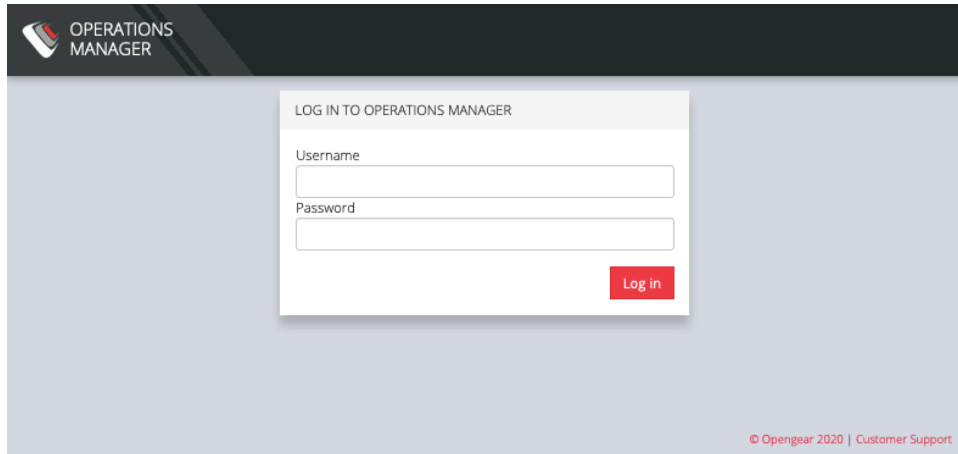 OPERATIONS
MANAGER
LOG IN TO OPERATIONS MANAGER
Username
Password
Log in
© Opengear 2020 | Customer Support